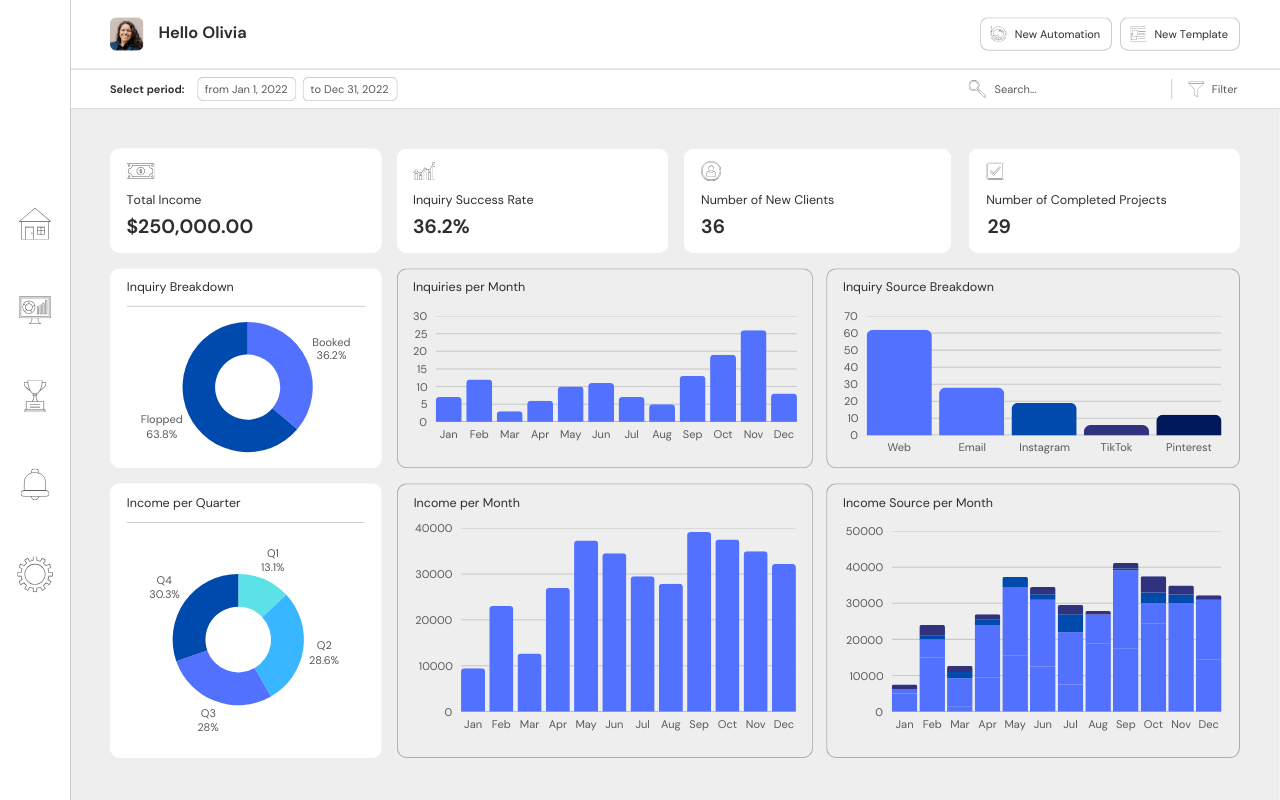 Hello Olivia
New Automation
New Template
Select period:
from Jan 1, 2022
to Dec 31, 2022
Search...
Filter
Total Income
$250,000.00
Inquiry Success Rate
36.2%
Number of New Clients
36
Number of Completed Projects
29
Inquiry Breakdown
Booked
36.2%
Flopped
63.8%
Inquiries per Month
30
25
20
15
10
5
0
Jan Feb Mar Apr May Jun Jul Aug Sep Oct Nov Dec
Inquiry Source Breakdown
70
60
50
40
30
20
10
0
Web Email Instagram TikTok Pinterest
Income per Quarter
Q1
13.1%
Q4
30.3%
Q2
28.6%
Q3
28%
Income per Month
40000
30000
20000
10000
0
Jan Feb Mar Apr May Jun Jul Aug Sep Oct Nov Dec
Income Source per Month
50000
40000
30000
20000
10000
0
Jan Feb Mar Apr May Jun Jul Aug Sep Oct Nov Dec